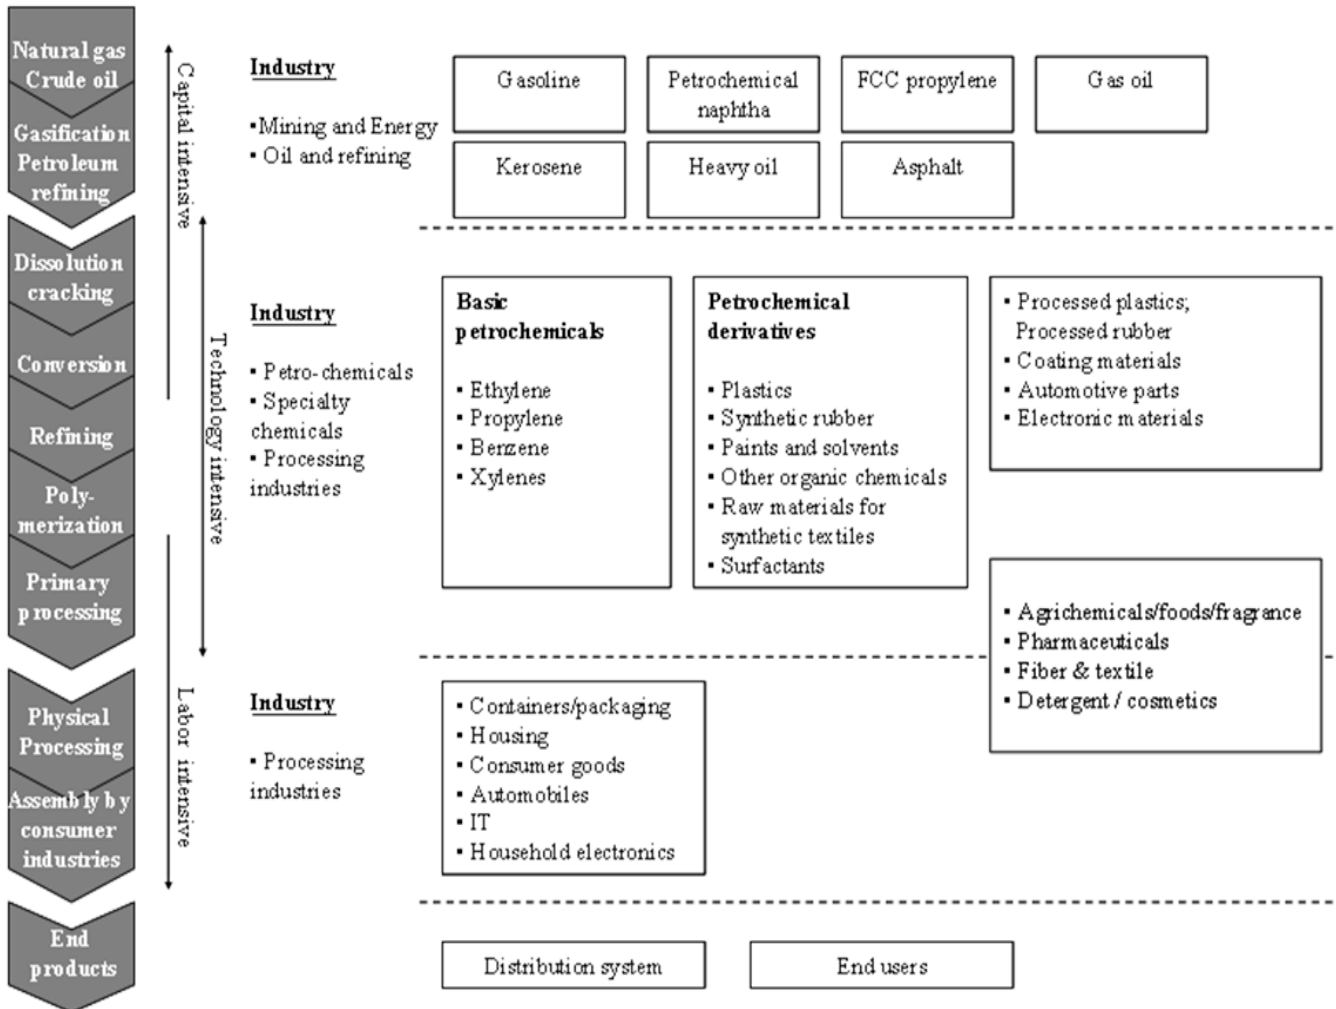 Natural gas
Crude oil
Gasification
Petroleum
refining
Dissolution
cracking
Conversion
Refining
Poly-
merization
Primary
processing
Physical
Processing
Assembly by
consumer
industries
End
products
Capital intensive
Technology intensive
Labor intensive
Industry
▪ Mining and Energy
▪ Oil and refining
Gasoline
Petrochemical
naphtha
FCC propylene
Gas oil
Kerosene
Heavy oil
Asphalt
Industry
▪ Petro-chemicals
▪ Specialty
chemicals
▪ Processing
industries
Basic
petrochemicals
▪ Ethylene
▪ Propylene
▪ Benzene
▪ Xylenes
Petrochemical
derivatives
▪ Plastics
▪ Synthetic rubber
▪ Paints and solvents
▪ Other organic chemicals
▪ Raw materials for
synthetic textiles
▪ Surfactants
▪ Processed plastics;
Processed rubber
▪ Coating materials
▪ Automotive parts
▪ Electronic materials
▪ Agrichemicals/foods/fragrance
▪ Pharmaceuticals
▪ Fiber & textile
▪ Detergent / cosmetics
Industry
▪ Processing
industries
▪ Containers/packaging
▪ Housing
▪ Consumer goods
▪ Automobiles
▪ IT
▪ Household electronics
Distribution system
End users